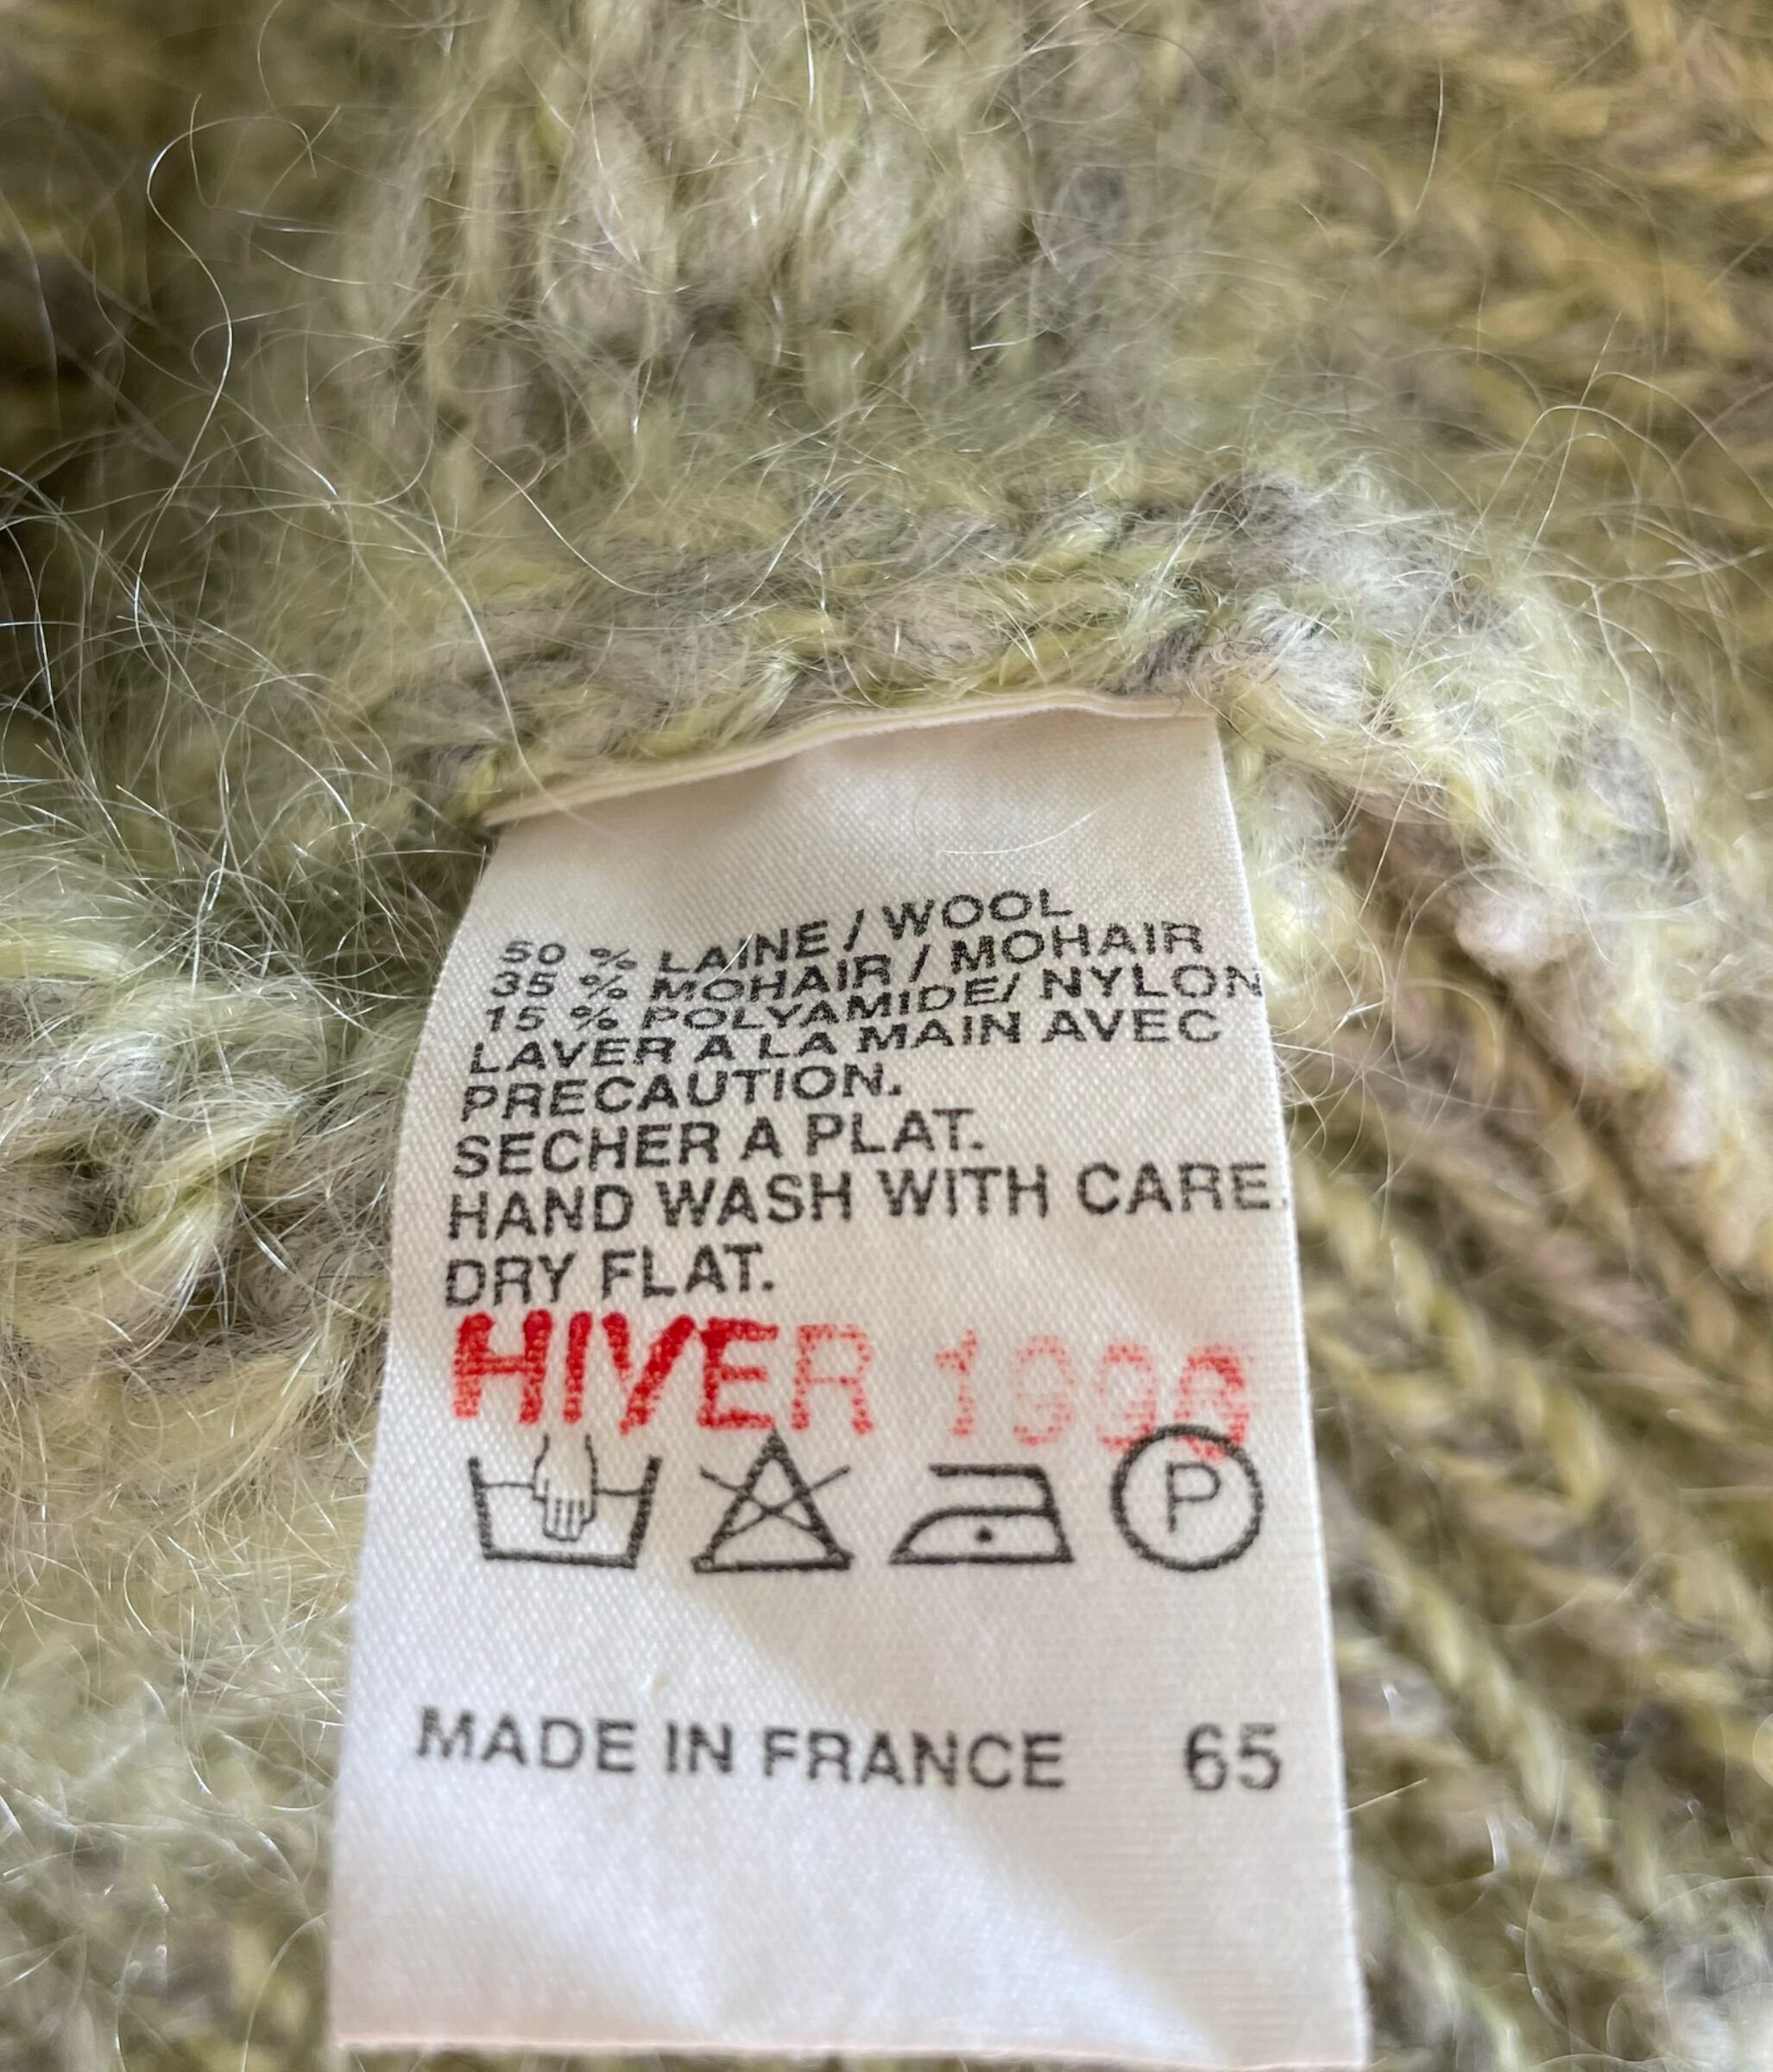 50 % LAINE / WOOL
35 % MOHAIR / MOHAIR
15 % POLYAMIDE/ NYLON
LAVER A LA MAIN AVEC
PRECAUTION.
SECHER A PLAT.
HAND WASH WITH CARE.
DRY FLAT.
HIVER
P
MADE IN FRANCE 65